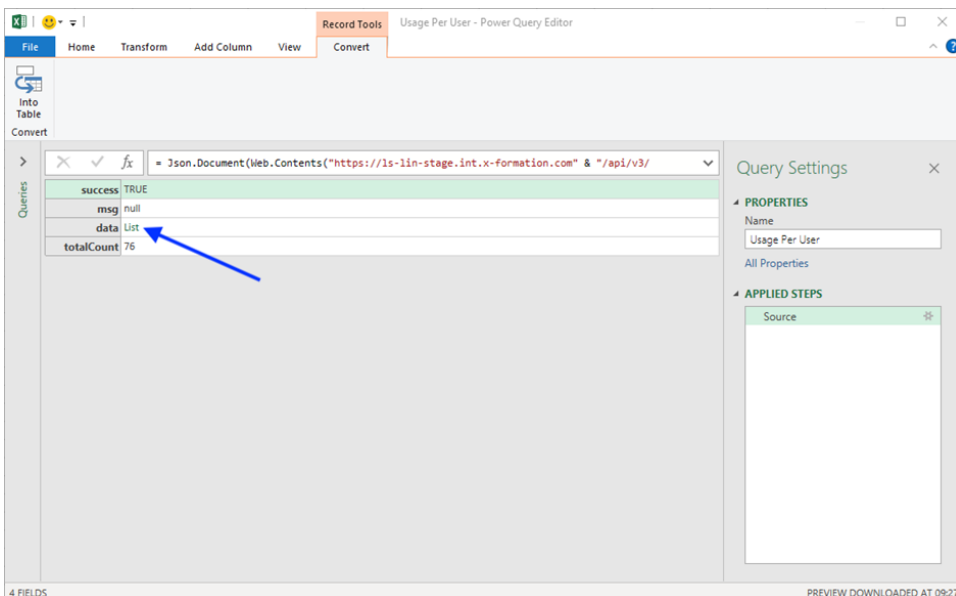 Record Tools Usage Per User - Power Query Editor
File Home Transform Add Column View Convert
Into
Table
Convert
Queries
fx = Json.Document(Web.Contents("https://ls-lin-stage.int.x-formation.com" & "/api/v3/
success TRUE
msg null
data List
totalCount 76
Query Settings
PROPERTIES
Name
Usage Per User
All Properties
APPLIED STEPS
Source
4 FIELDS PREVIEW DOWNLOADED AT 09:27